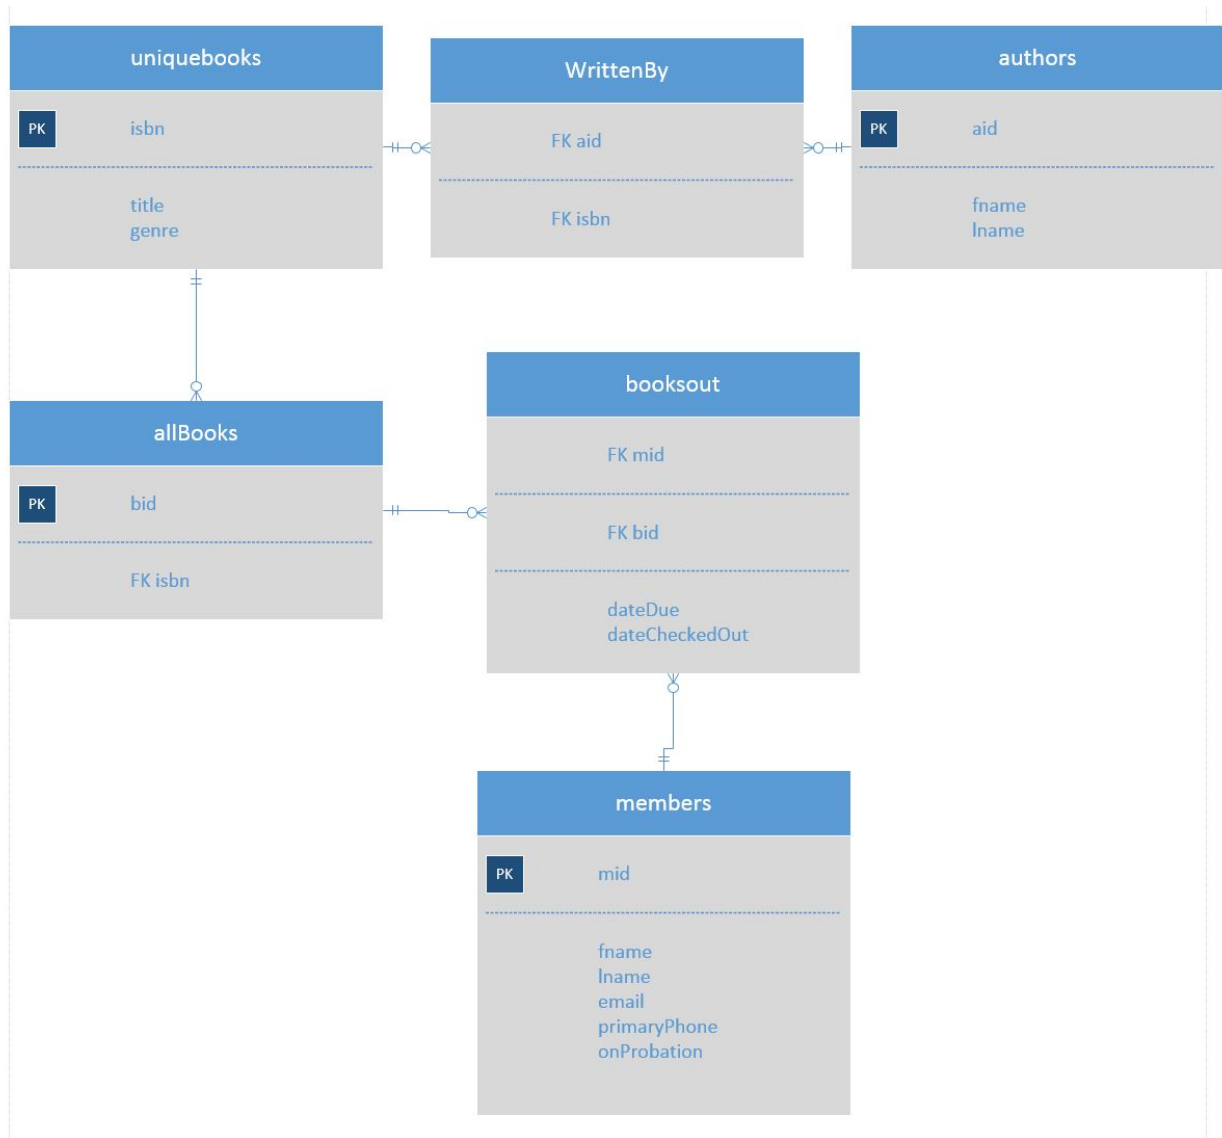 uniquebooks
PK isbn
title
genre
WrittenBy
FK aid
FK isbn
authors
PK aid
fname
lname
allBooks
PK bid
FK isbn
booksout
FK mid
FK bid
dateDue
dateCheckedOut
members
PK mid
fname
lname
email
primaryPhone
onProbation